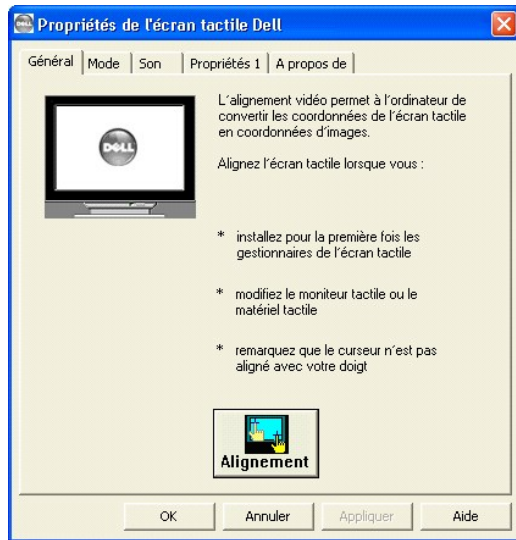 Propriétés de l'écran tactile Dell
Général Mode Son Propriétés 1 A propos de
DELL
L'alignement vidéo permet à l'ordinateur de
convertir les coordonnées de l'écran tactile
en coordonnées d'images.
Alignez l'écran tactile lorsque vous :
* installez pour la première fois les
gestionnaires de l'écran tactile
* modifiez le moniteur tactile ou le
matériel tactile
* remarquez que le curseur n'est pas
aligné avec votre doigt
Alignement
OK Annuler Appliquer Aide